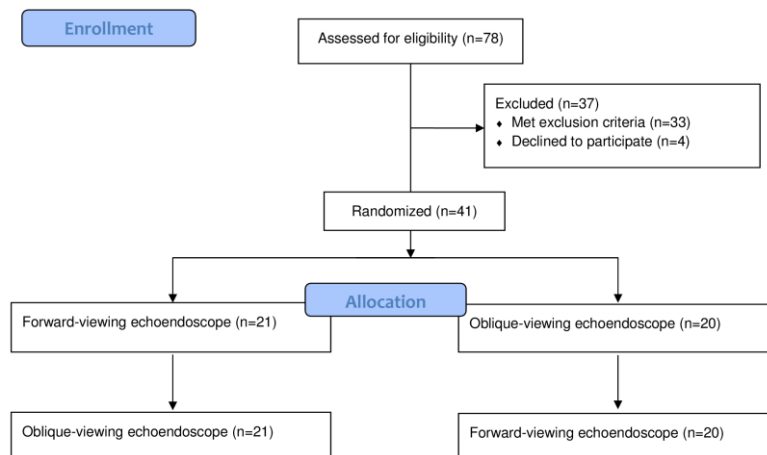 Enrollment
Assessed for eligibility (n=78)
Excluded (n=37)
♦ Met exclusion criteria (n=33)
♦ Declined to participate (n=4)
Randomized (n=41)
Allocation
Forward-viewing echoendoscope (n=21)
Oblique-viewing echoendoscope (n=20)
Oblique-viewing echoendoscope (n=21)
Forward-viewing echoendoscope (n=20)